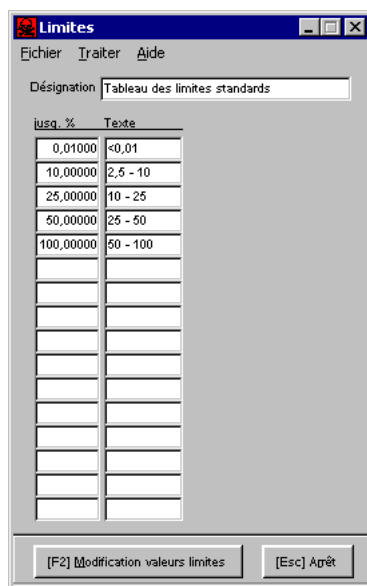 Limites
Fichier Traiter Aide
Désignation Tableau des limites standards
jusq. % Texte
0,01000 <0,01
10,00000 2,5 - 10
25,00000 10 - 25
50,00000 25 - 50
100,00000 50 - 100
[F2] Modification valeurs limites [Esc] Arrêt